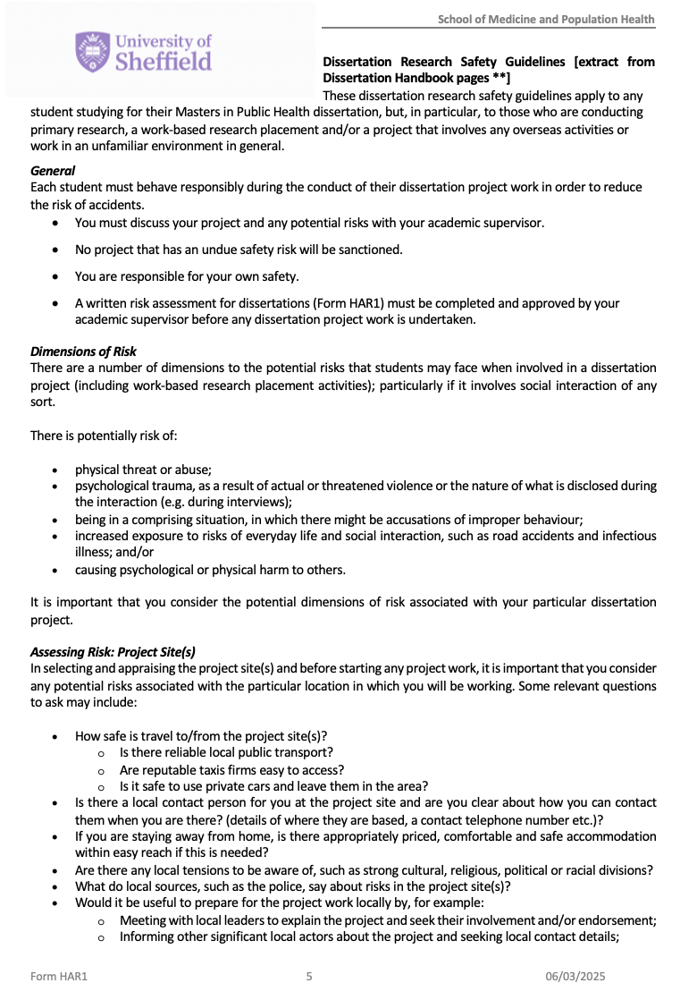 School of Medicine and Population Health
University of
Sheffield
Dissertation Research Safety Guidelines [extract from
Dissertation Handbook pages **]
These dissertation research safety guidelines apply to any
student studying for their Masters in Public Health dissertation, but, in particular, to those who are conducting
primary research, a work-based research placement and/or a project that involves any overseas activities or
work in an unfamiliar environment in general.
General
Each student must behave responsibly during the conduct of their dissertation project work in order to reduce
the risk of accidents.
• You must discuss your project and any potential risks with your academic supervisor.
• No project that has an undue safety risk will be sanctioned.
• You are responsible for your own safety.
• A written risk assessment for dissertations (Form HAR1) must be completed and approved by your
academic supervisor before any dissertation project work is undertaken.
Dimensions of Risk
There are a number of dimensions to the potential risks that students may face when involved in a dissertation
project (including work-based research placement activities); particularly if it involves social interaction of any
sort.
There is potentially risk of:
• physical threat or abuse;
• psychological trauma, as a result of actual or threatened violence or the nature of what is disclosed during
the interaction (e.g. during interviews);
• being in a comprising situation, in which there might be accusations of improper behaviour;
• increased exposure to risks of everyday life and social interaction, such as road accidents and infectious
illness; and/or
• causing psychological or physical harm to others.
It is important that you consider the potential dimensions of risk associated with your particular dissertation
project.
Assessing Risk: Project Site(s)
In selecting and appraising the project site(s) and before starting any project work, it is important that you consider
any potential risks associated with the particular location in which you will be working. Some relevant questions
to ask may include:
• How safe is travel to/from the project site(s)?
o Is there reliable local public transport?
o Are reputable taxis firms easy to access?
o Is it safe to use private cars and leave them in the area?
• Is there a local contact person for you at the project site and are you clear about how you can contact
them when you are there? (details of where they are based, a contact telephone number etc.)?
• If you are staying away from home, is there appropriately priced, comfortable and safe accommodation
within easy reach if this is needed?
• Are there any local tensions to be aware of, such as strong cultural, religious, political or racial divisions?
• What do local sources, such as the police, say about risks in the project site(s)?
• Would it be useful to prepare for the project work locally by, for example:
o Meeting with local leaders to explain the project and seek their involvement and/or endorsement;
o Informing other significant local actors about the project and seeking local contact details;
Form HAR1 5 06/03/2025